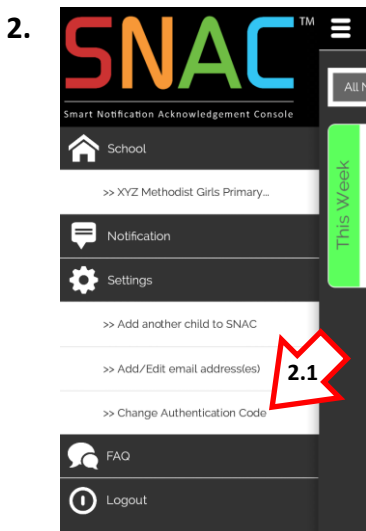 2.
SNAC™
Smart Notification Acknowledgement Console
School
>> XYZ Methodist Girls Primary...
Notification
Settings
>> Add another child to SNAC
>> Add/Edit email address(es)
2.1
>> Change Authentication Code
FAQ
Logout
All N
This Week